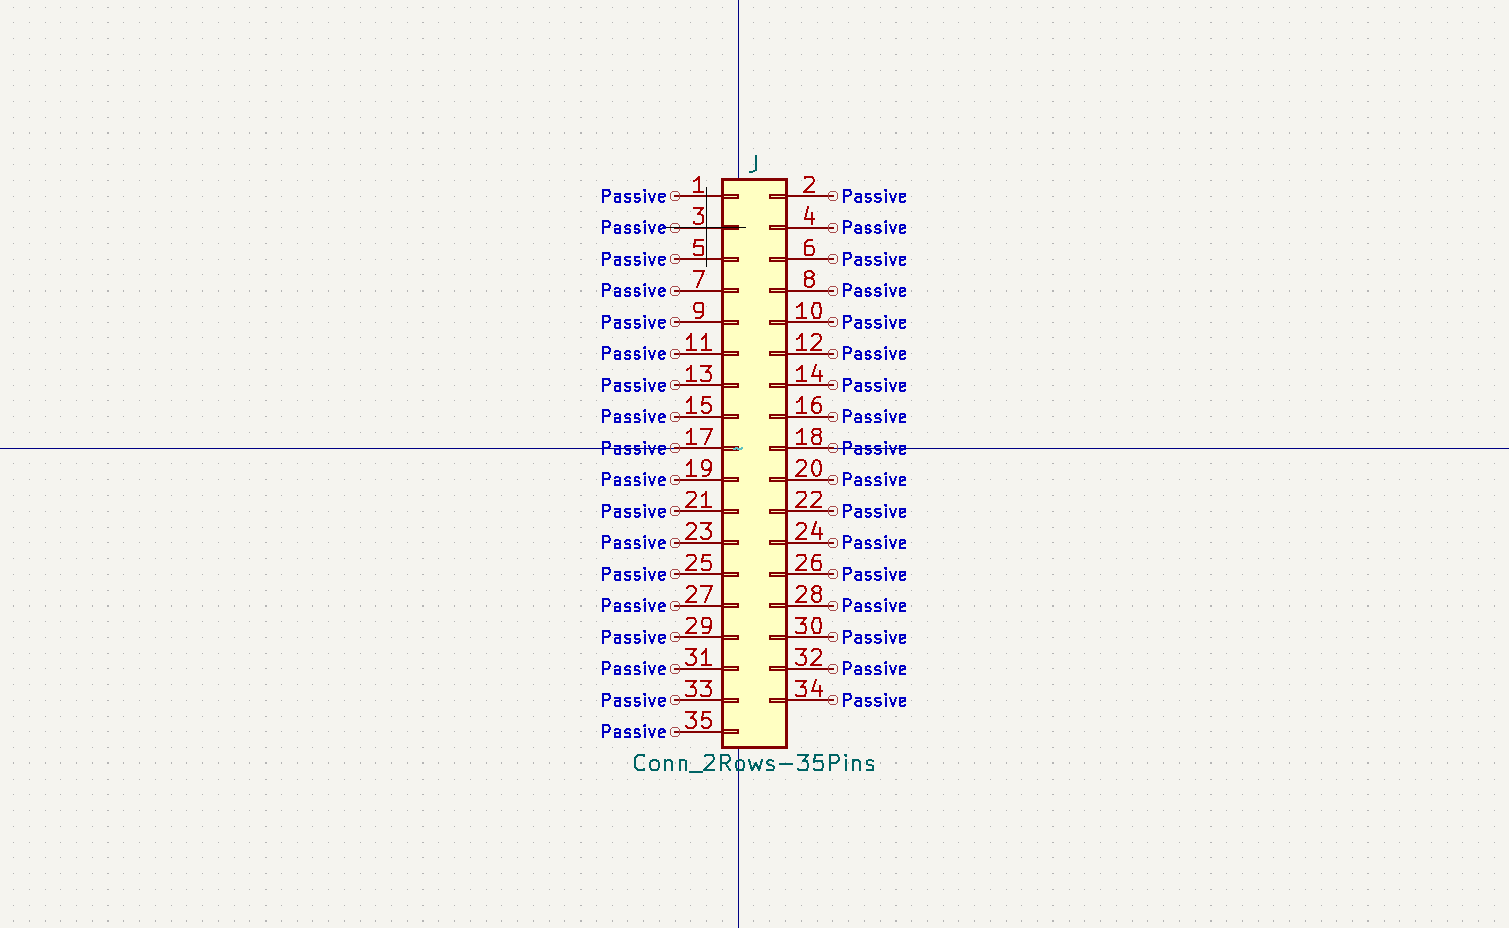 J
Passive 1 2 Passive
Passive 3 4 Passive
Passive 5 6 Passive
Passive 7 8 Passive
Passive 9 10 Passive
Passive 11 12 Passive
Passive 13 14 Passive
Passive 15 16 Passive
Passive 17 18 Passive
Passive 19 20 Passive
Passive 21 22 Passive
Passive 23 24 Passive
Passive 25 26 Passive
Passive 27 28 Passive
Passive 29 30 Passive
Passive 31 32 Passive
Passive 33 34 Passive
Passive 35
Conn_2Rows-35Pins